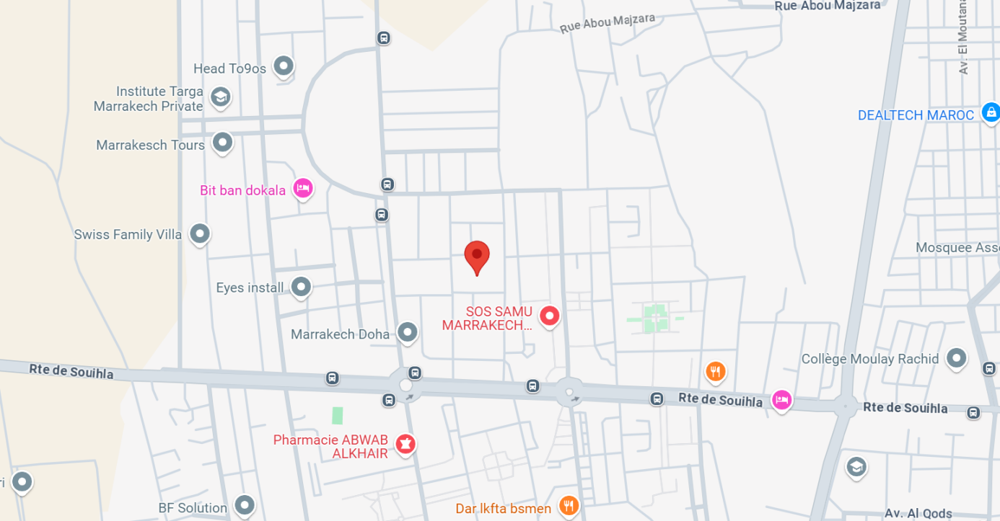 Rue Abou Majzara
Rue Abou Majzara
Av. El Moutana
Head To9os
Institute Targa
Marrakech Private
DEALTECH MAROC
Marrakesch Tours
Bit ban dokala
Swiss Family Villa
Mosquee Asso
Eyes install
SOS SAMU
MARRAKECH...
Marrakech Doha
Collège Moulay Rachid
Rte de Souihla
Rte de Souihla
Rte de Souihla
Pharmacie ABWAB
ALKHAIR
ri
BF Solution
Dar lkfta bsmen
Av. Al Qods